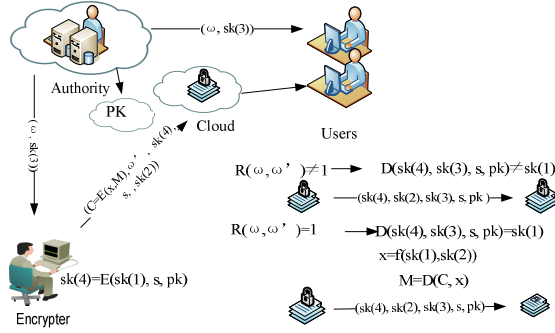 (ω, sk(3))
Authority
PK
Cloud
Users
(ω, sk(3))
(C=E(x,M), ω’, sk(4),
s, , sk(2))
R(ω,ω’)≠1
D(sk(4), sk(3), s, pk)≠sk(1)
(sk(4), sk(2), sk(3), s, pk )
R(ω,ω’)=1
D(sk(4), sk(3), s, pk)=sk(1)
x=f(sk(1),sk(2))
M=D(C, x)
sk(4)=E(sk(1), s, pk)
(sk(4), sk(2), sk(3), s, pk)
Encrypter